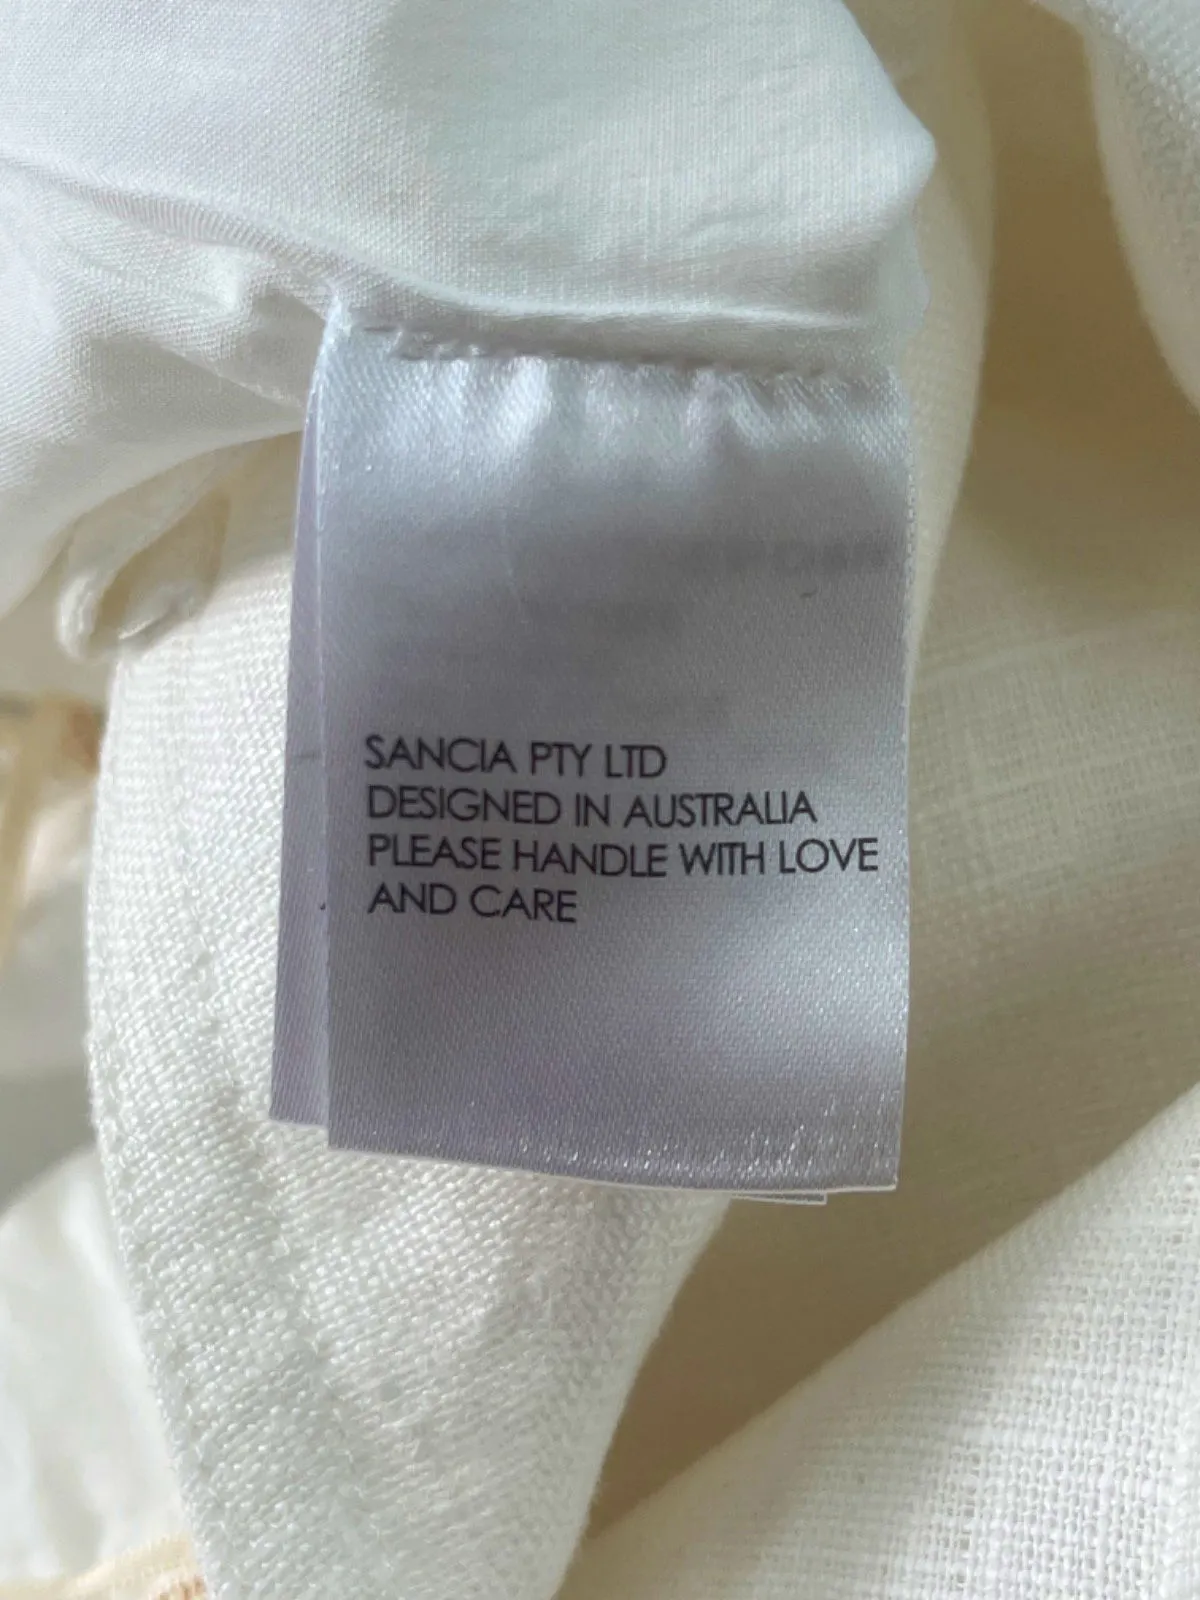 SANCIA PTY LTD
DESIGNED IN AUSTRALIA
PLEASE HANDLE WITH LOVE
AND CARE